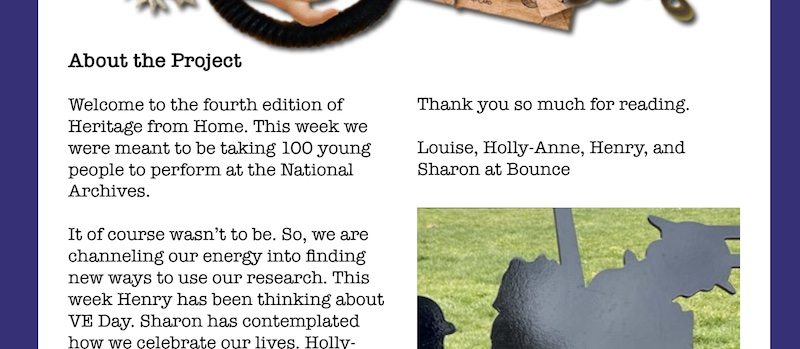 About the Project
Welcome to the fourth edition of
Heritage from Home. This week we
were meant to be taking 100 young
people to perform at the National
Archives.
It of course wasn't to be. So, we are
channeling our energy into finding
new ways to use our research. This
week Henry has been thinking about
VE Day. Sharon has contemplated
how we celebrate our lives. Holly-
Thank you so much for reading.
Louise, Holly-Anne, Henry, and
Sharon at Bounce